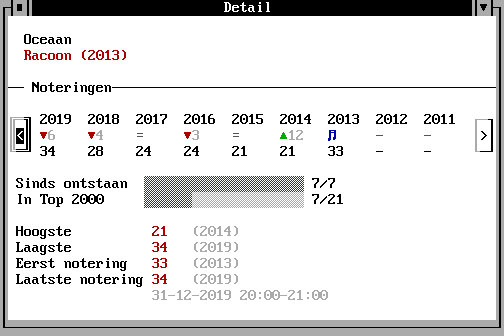 Detail
Oceaan
Racoon (2013)
Noteringen
2019 2018 2017 2016 2015 2014 2013 2012 2011
< ▼6 ▼4 = ▼3 = ▲12 ♫ – – >
34 28 24 24 21 21 33 – –
Sinds ontstaan 7/7
In Top 2000 7/21
Hoogste 21 (2014)
Laagste 34 (2019)
Eerst notering 33 (2013)
Laatste notering 34 (2019)
31-12-2019 20:00-21:00